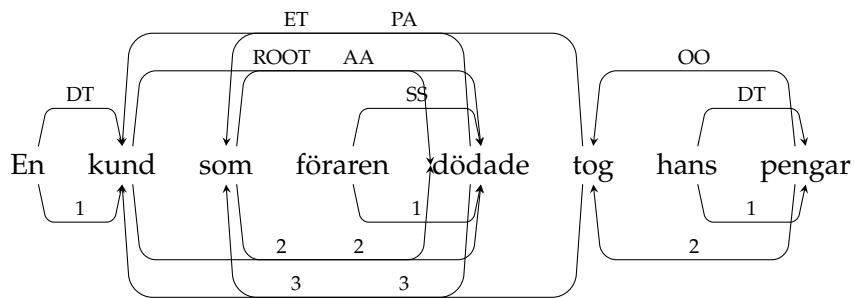 ET PA
ROOT AA OO
DT SS DT
En kund som föraren dödade tog hans pengar
1 1 1
2 2 2
3 3